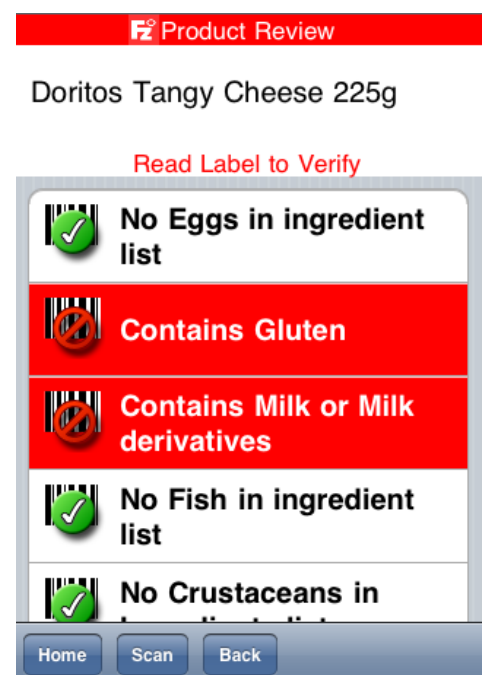 Fz Product Review
Doritos Tangy Cheese 225g
Read Label to Verify
No Eggs in ingredient
list
Contains Gluten
Contains Milk or Milk
derivatives
No Fish in ingredient
list
No Crustaceans in
Home Scan Back